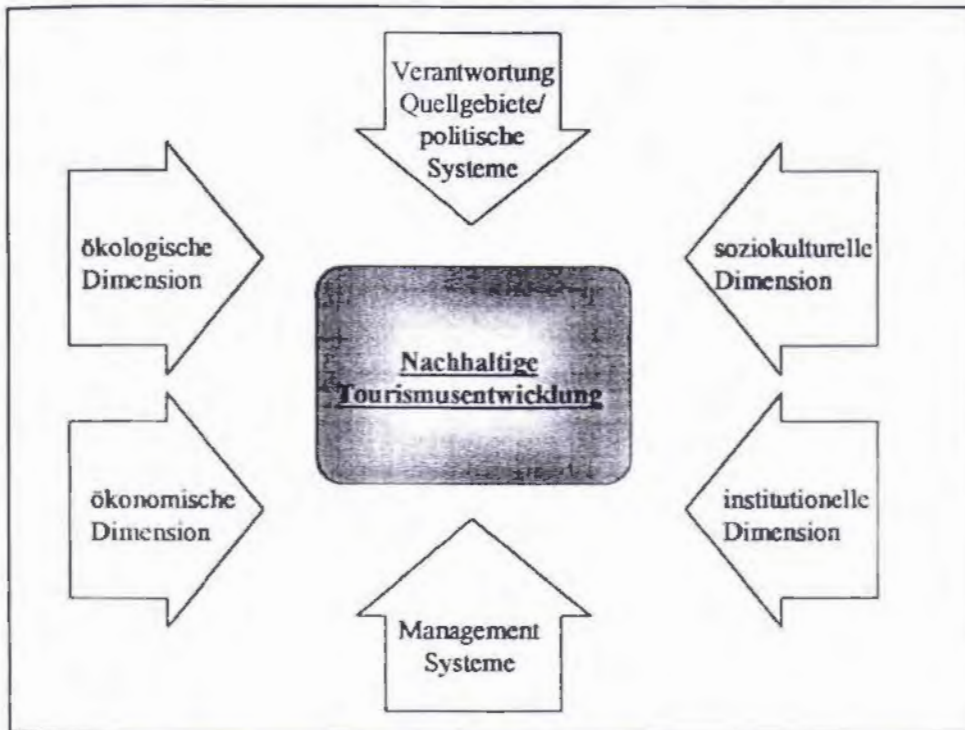 Verantwortung
Quellgebiete/
politische
Systeme
ökologische
Dimension
soziokulturelle
Dimension
Nachhaltige
Tourismusentwicklung
ökonomische
Dimension
institutionelle
Dimension
Management
Systeme